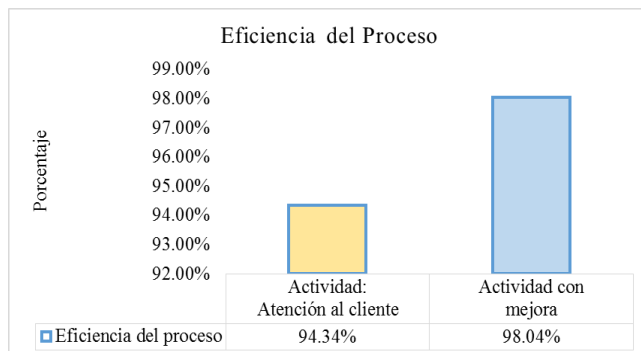 Eficiencia del Proceso
Porcentaje
99.00%
98.00%
97.00%
96.00%
95.00%
94.00%
93.00%
92.00%
Actividad:
Atención al cliente
Actividad con
mejora
Eficiencia del proceso 94.34% 98.04%